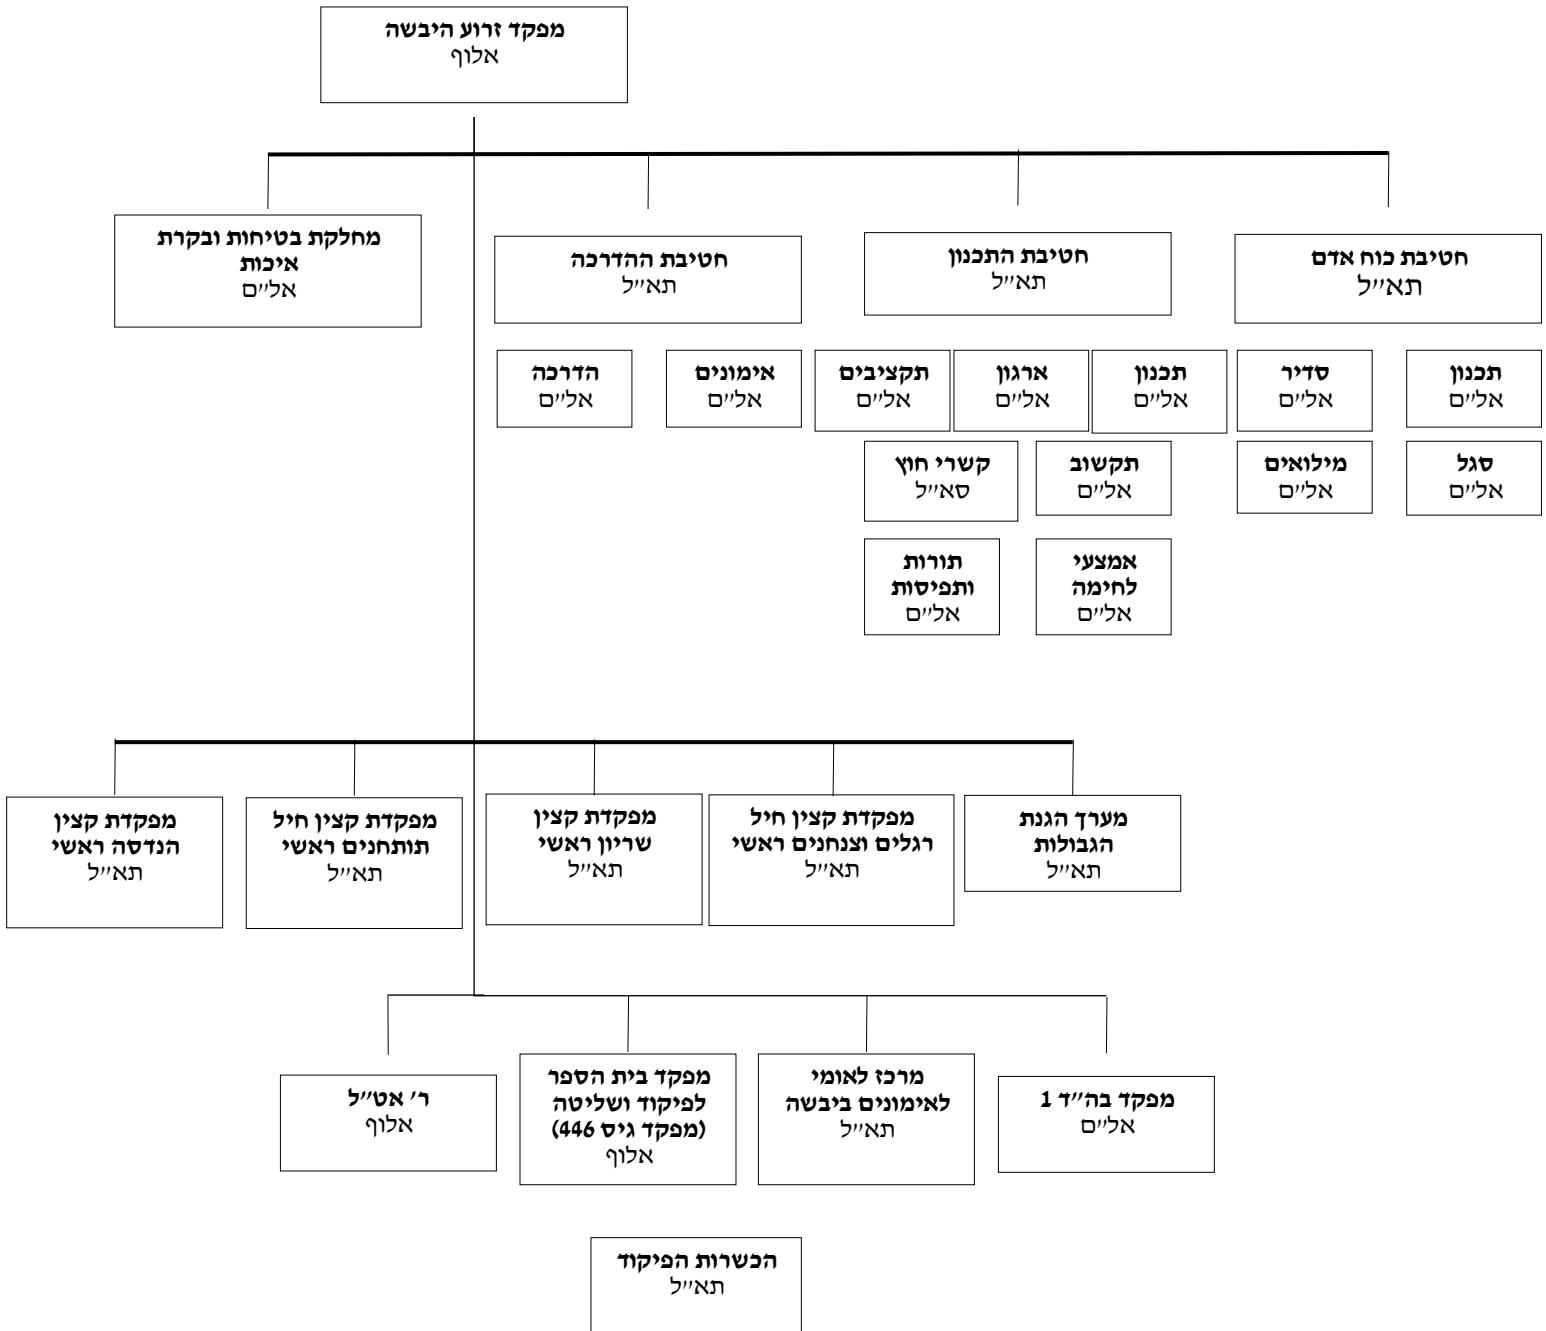 מפקד זרוע היבשה
אלוף
חטיבת כוח אדם
תא״ל
חטיבת התכנון
תא״ל
חטיבת ההדרכה
תא״ל
מחלקת בטיחות ובקרת
איכות
אל״ם
תכנון
אל״ם
סדיר
אל״ם
תכנון
אל״ם
ארגון
אל״ם
תקציבים
אל״ם
אימונים
אל״ם
הדרכה
אל״ם
סגל
אל״ם
מילואים
אל״ם
תקשוב
אל״ם
קשרי חוץ
סא״ל
אמצעי
לחימה
אל״ם
תורות
ותפיסות
אל״ם
מערך הגנת
הגבולות
תא״ל
מפקדת קצין חיל
רגלים וצנחנים ראשי
תא״ל
מפקדת קצין
שריון ראשי
תא״ל
מפקדת קצין חיל
תותחנים ראשי
תא״ל
מפקדת קצין
הנדסה ראשי
תא״ל
מפקד בה״ד 1
אל״ם
מרכז לאומי
לאימונים ביבשה
תא״ל
מפקד בית הספר
לפיקוד ושליטה
(מפקד גיס 446)
אלוף
ר׳ אט״ל
אלוף
הכשרות הפיקוד
תא״ל